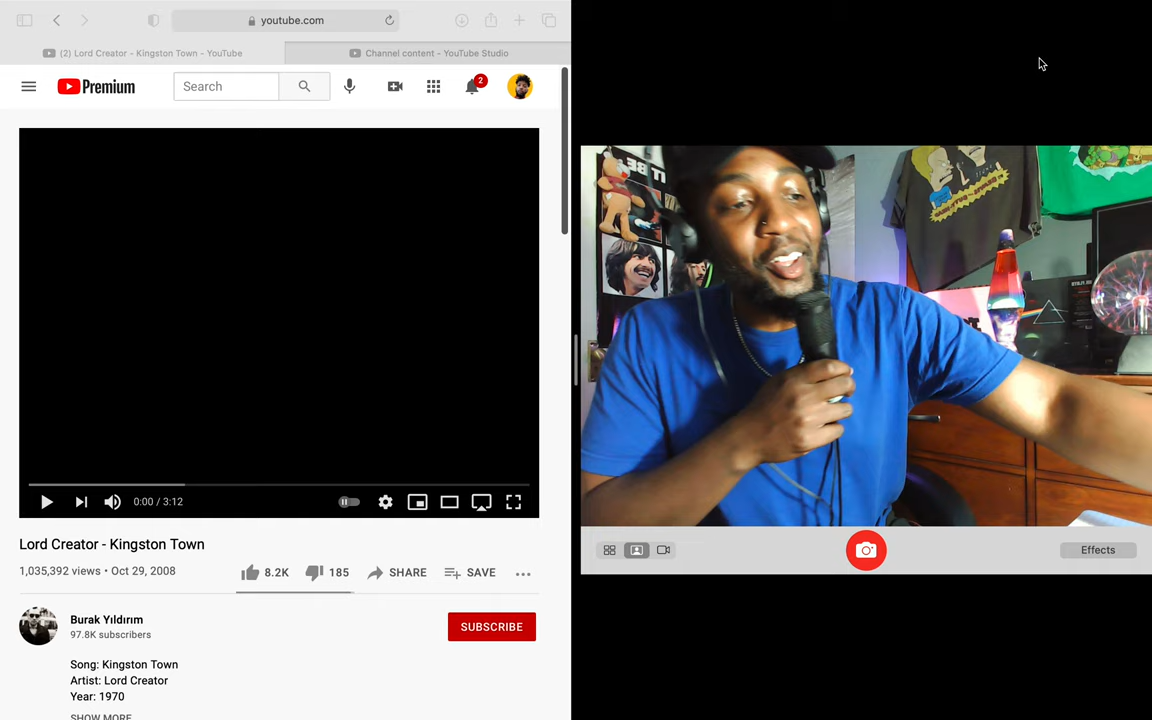 youtube.com
(2) Lord Creator - Kingston Town - YouTube
Channel content - YouTube Studio
Premium
Search
2
0:00 / 3:12
Lord Creator - Kingston Town
1,035,392 views • Oct 29, 2008
8.2K
185
SHARE
SAVE
Burak Yıldırım
97.8K subscribers
SUBSCRIBE
Song: Kingston Town
Artist: Lord Creator
Year: 1970
SHOW MORE
Effects